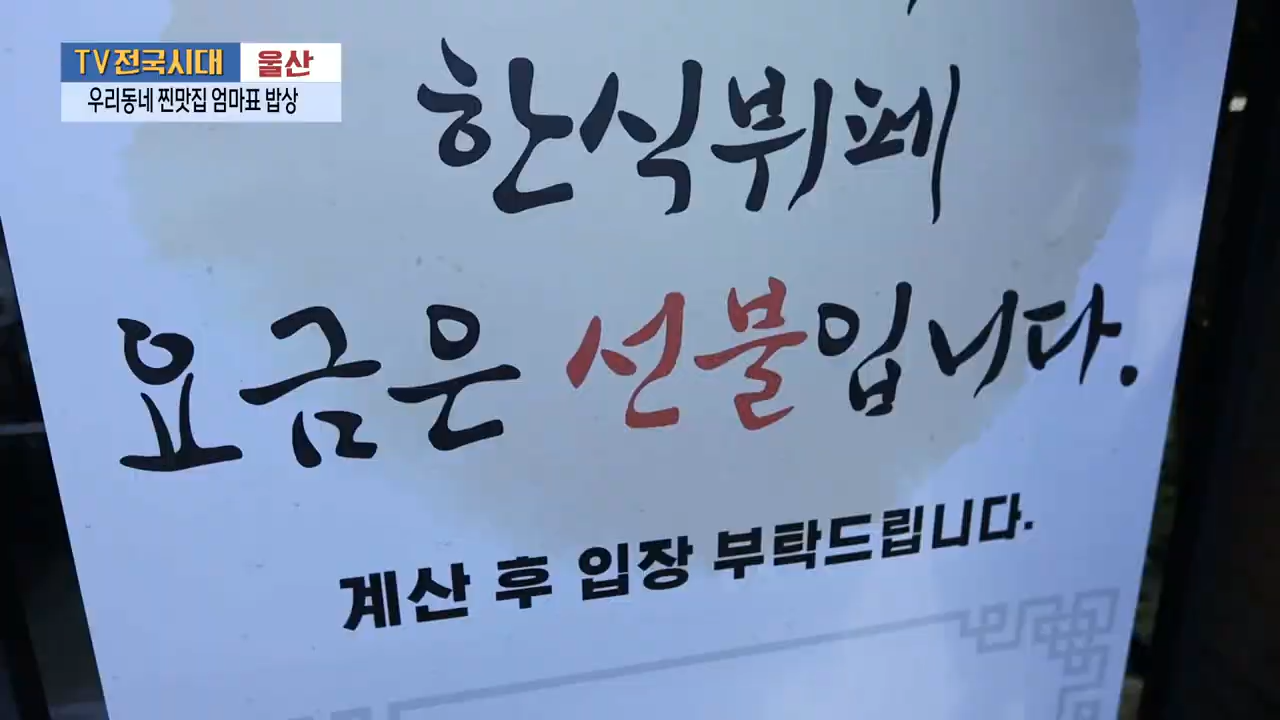 TV전국시대 울산
우리동네 찐맛집 엄마표 밥상
한식뷔페
요금은 선불입니다.
계산 후 입장 부탁드립니다.